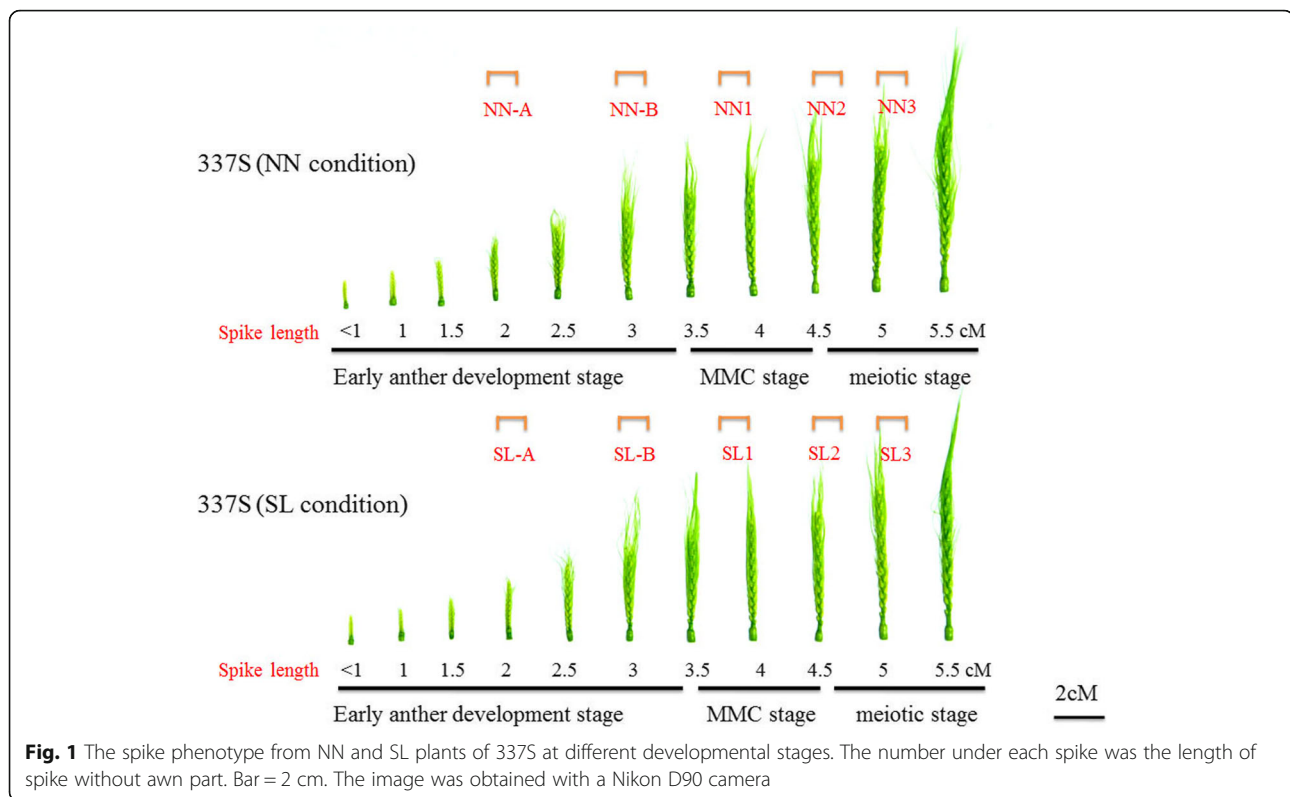 NN-A NN-B NN1 NN2 NN3
337S (NN condition)
Spike length <1 1 1.5 2 2.5 3 3.5 4 4.5 5 5.5 cM
Early anther development stage MMC stage meiotic stage
SL-A SL-B SL1 SL2 SL3
337S (SL condition)
Spike length <1 1 1.5 2 2.5 3 3.5 4 4.5 5 5.5 cM
Early anther development stage MMC stage meiotic stage
2cM
Fig. 1 The spike phenotype from NN and SL plants of 337S at different developmental stages. The number under each spike was the length of
spike without awn part. Bar = 2 cm. The image was obtained with a Nikon D90 camera